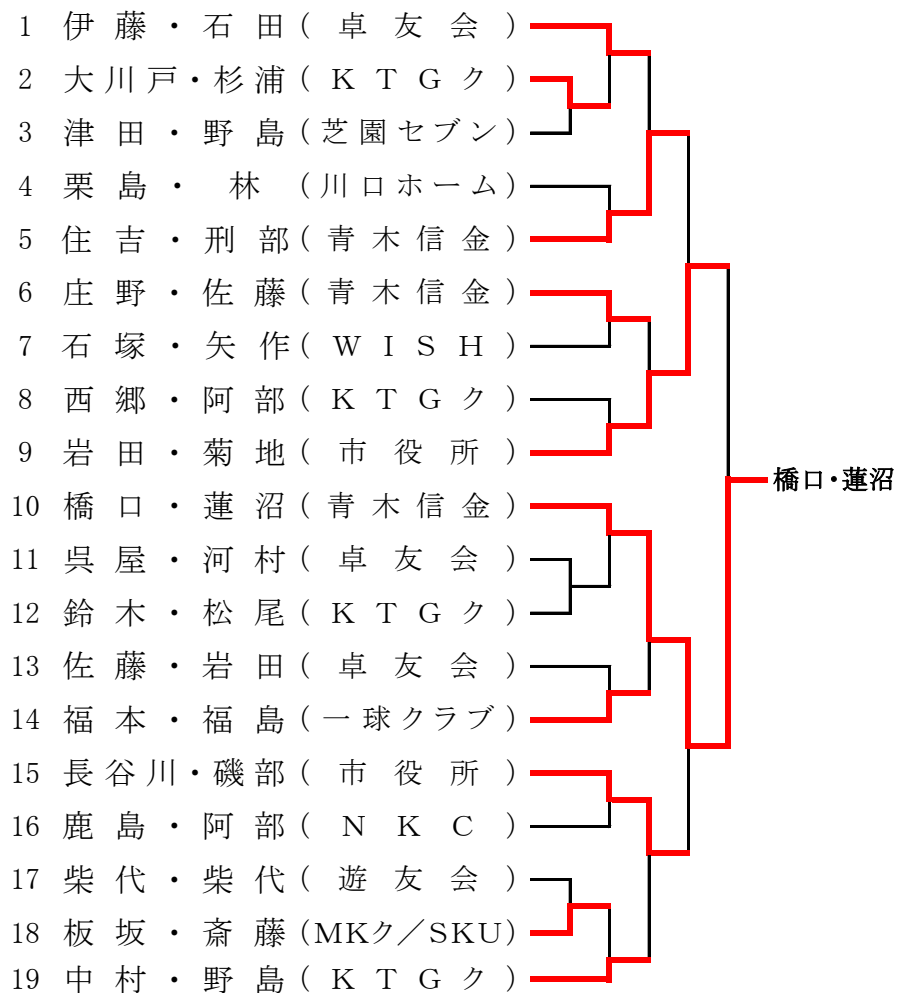 1 伊藤・石田(卓友会)
2 大川戸・杉浦(KTGク)
3 津田・野島(芝園セブン)
4 栗島・林(川口ホーム)
5 住吉・刑部(青木信金)
6 庄野・佐藤(青木信金)
7 石塚・矢作(WISH)
8 西郷・阿部(KTGク)
9 岩田・菊地(市役所)
橋口・蓮沼
10 橋口・蓮沼(青木信金)
11 呉屋・河村(卓友会)
12 鈴木・松尾(KTGク)
13 佐藤・岩田(卓友会)
14 福本・福島(一球クラブ)
15 長谷川・磯部(市役所)
16 鹿島・阿部(NKC)
17 柴代・柴代(遊友会)
18 板坂・斎藤(MKク/SKU)
19 中村・野島(KTGク)